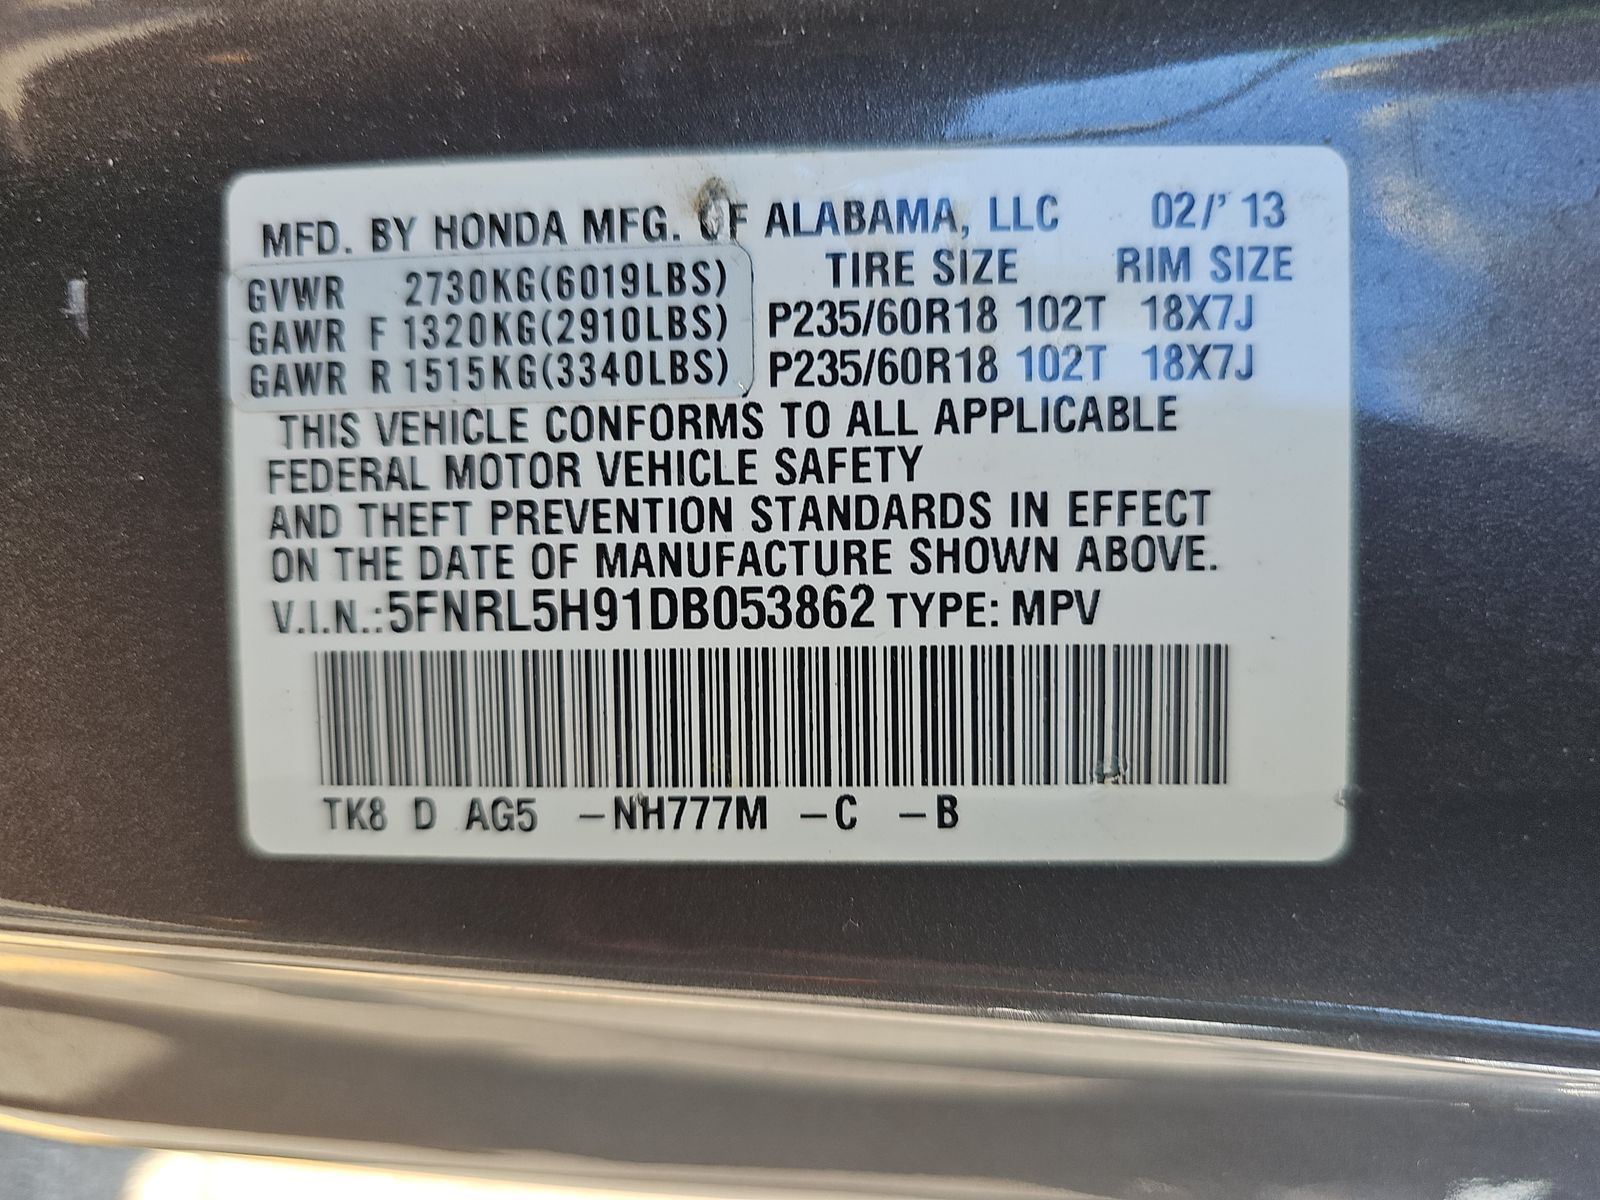 MFD. BY HONDA MFG. OF ALABAMA, LLC 02/' 13
TIRE SIZE RIM SIZE
GVWR 2730KG(6019LBS)
GAWR F 1320KG(2910LBS) P235/60R18 102T 18X7J
GAWR R 1515KG(3340LBS) P235/60R18 102T 18X7J
THIS VEHICLE CONFORMS TO ALL APPLICABLE
FEDERAL MOTOR VEHICLE SAFETY
AND THEFT PREVENTION STANDARDS IN EFFECT
ON THE DATE OF MANUFACTURE SHOWN ABOVE.
V.I.N.:5FNRL5H91DB053862 TYPE: MPV
TK8 D AG5 –NH777M –C –B